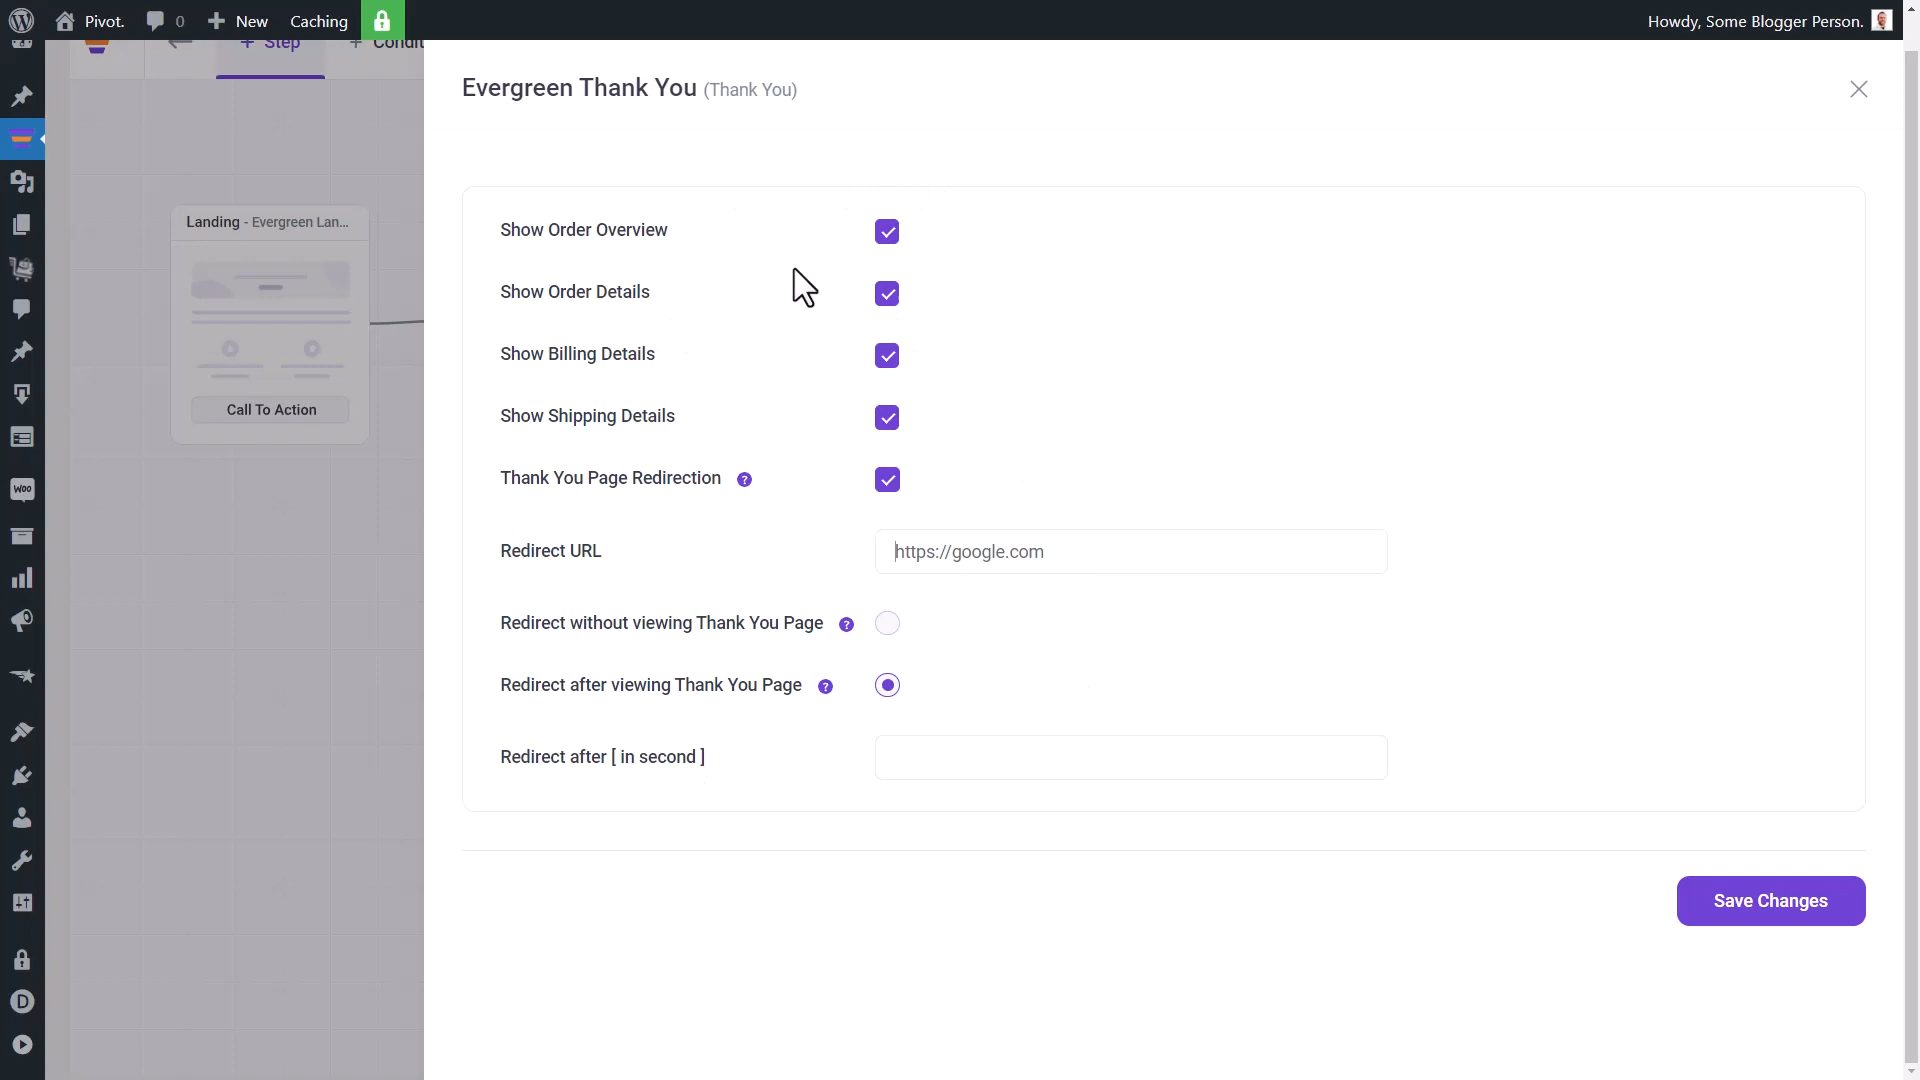 Pivot. 0 New Caching Howdy, Some Blogger Person.
Step
Evergreen Thank You (Thank You)
Landing - Evergreen Lan...
Call To Action
Show Order Overview
Show Order Details
Show Billing Details
Show Shipping Details
Thank You Page Redirection ?
Redirect URL https://google.com
Redirect without viewing Thank You Page ?
Redirect after viewing Thank You Page ?
Redirect after [ in second ]
Woo
D
Save Changes